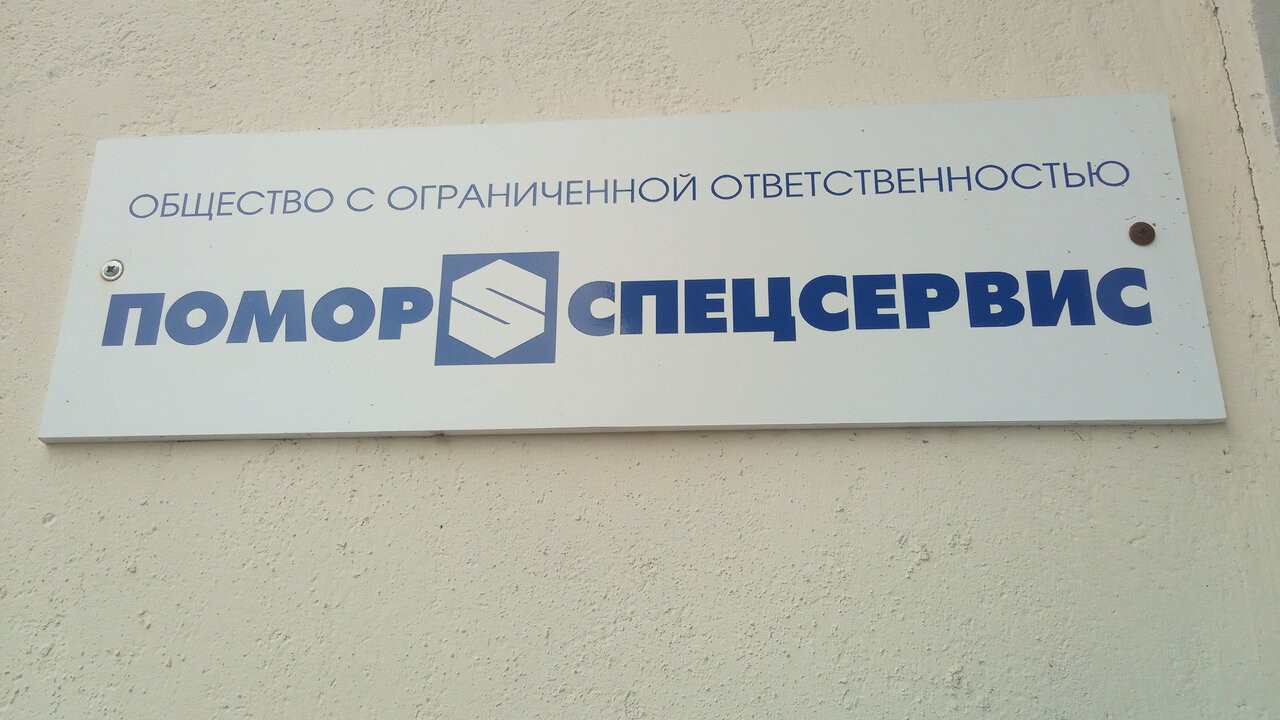 ОБЩЕСТВО С ОГРАНИЧЕННОЙ ОТВЕТСТВЕННОСТЬЮ
ПОМОР S СПЕЦСЕРВИС